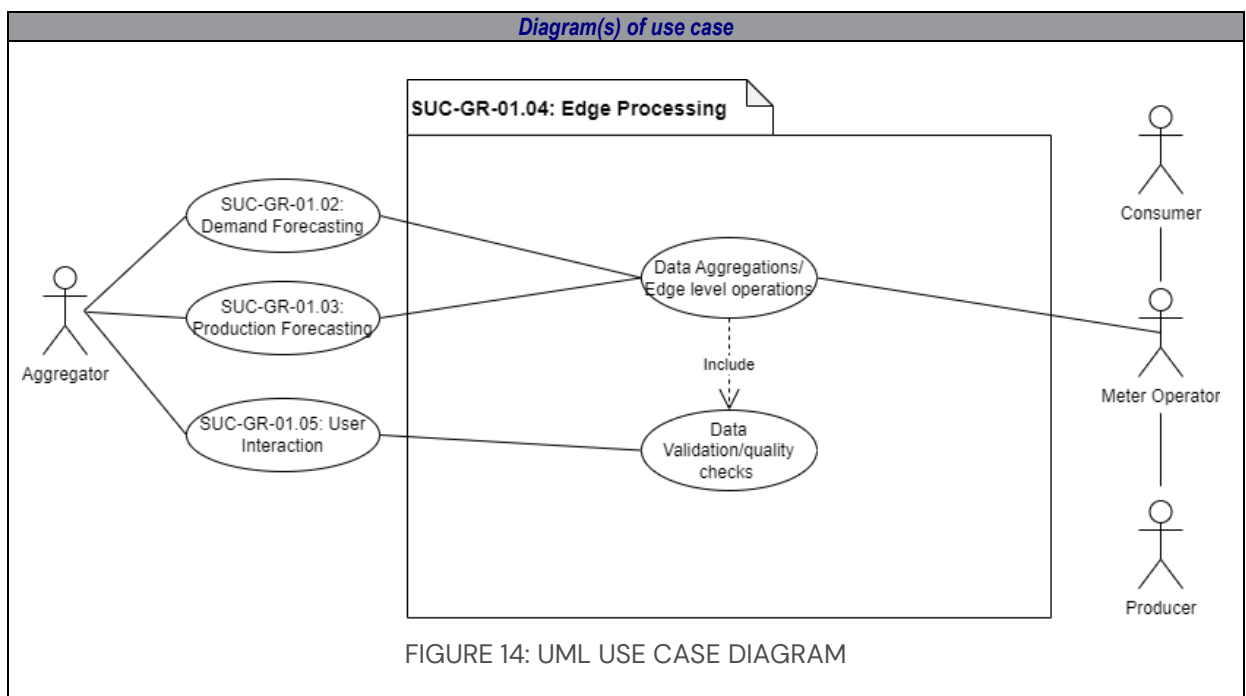 Diagram(s) of use case
SUC-GR-01.04: Edge Processing
SUC-GR-01.02:
Demand Forecasting
SUC-GR-01.03:
Production Forecasting
SUC-GR-01.05: User
Interaction
Aggregator
Data Aggregations/
Edge level operations
Include
Data
Validation/quality
checks
Consumer
Meter Operator
Producer
FIGURE 14: UML USE CASE DIAGRAM